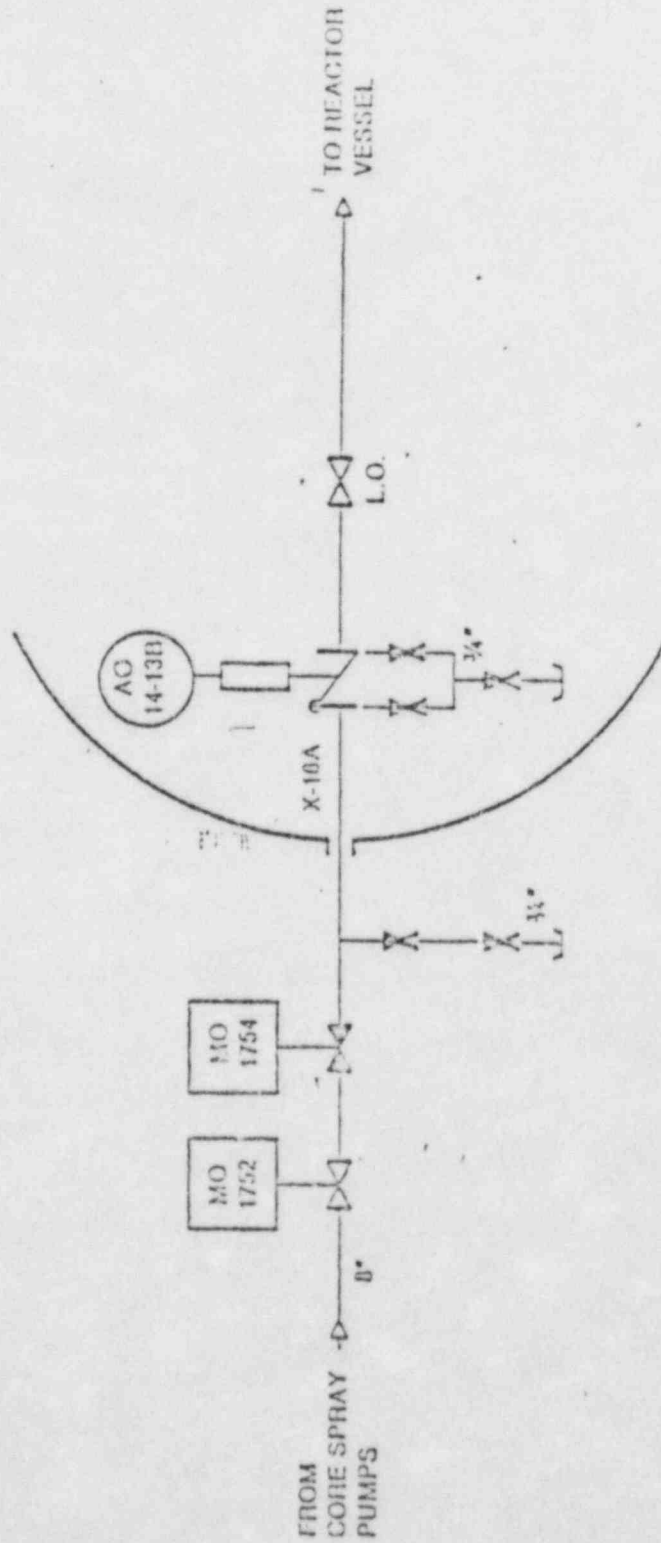 FROM
CORE SPRAY
PUMPS
8"
MO
1752
MO
1754
3/4"
X-16A
AO
14-13B
3/4"
L.O.
TO REACTOR
VESSEL